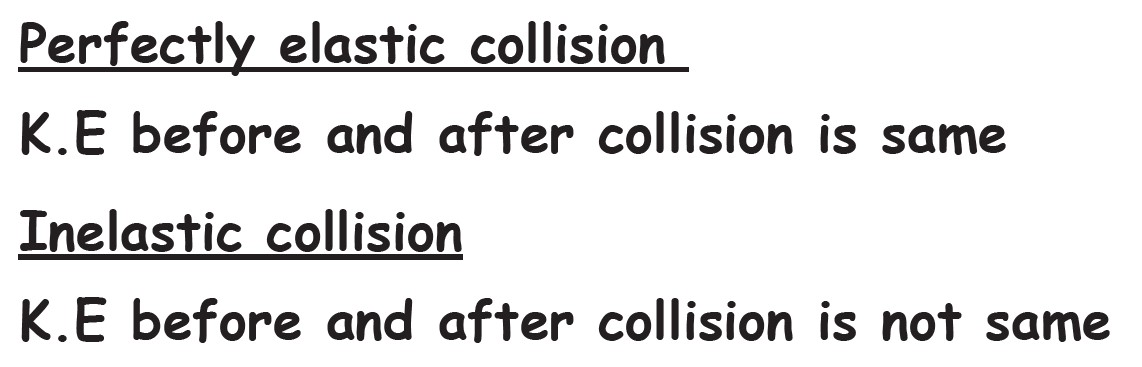 Perfectly elastic collision
K.E before and after collision is same
Inelastic collision
K.E before and after collision is not same